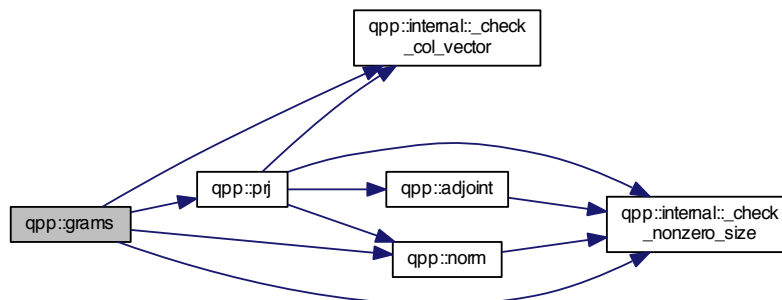 qpp::internal::_check
_col_vector
qpp::prj
qpp::adjoint
qpp::internal::_check
_nonzero_size
qpp::grams
qpp::norm